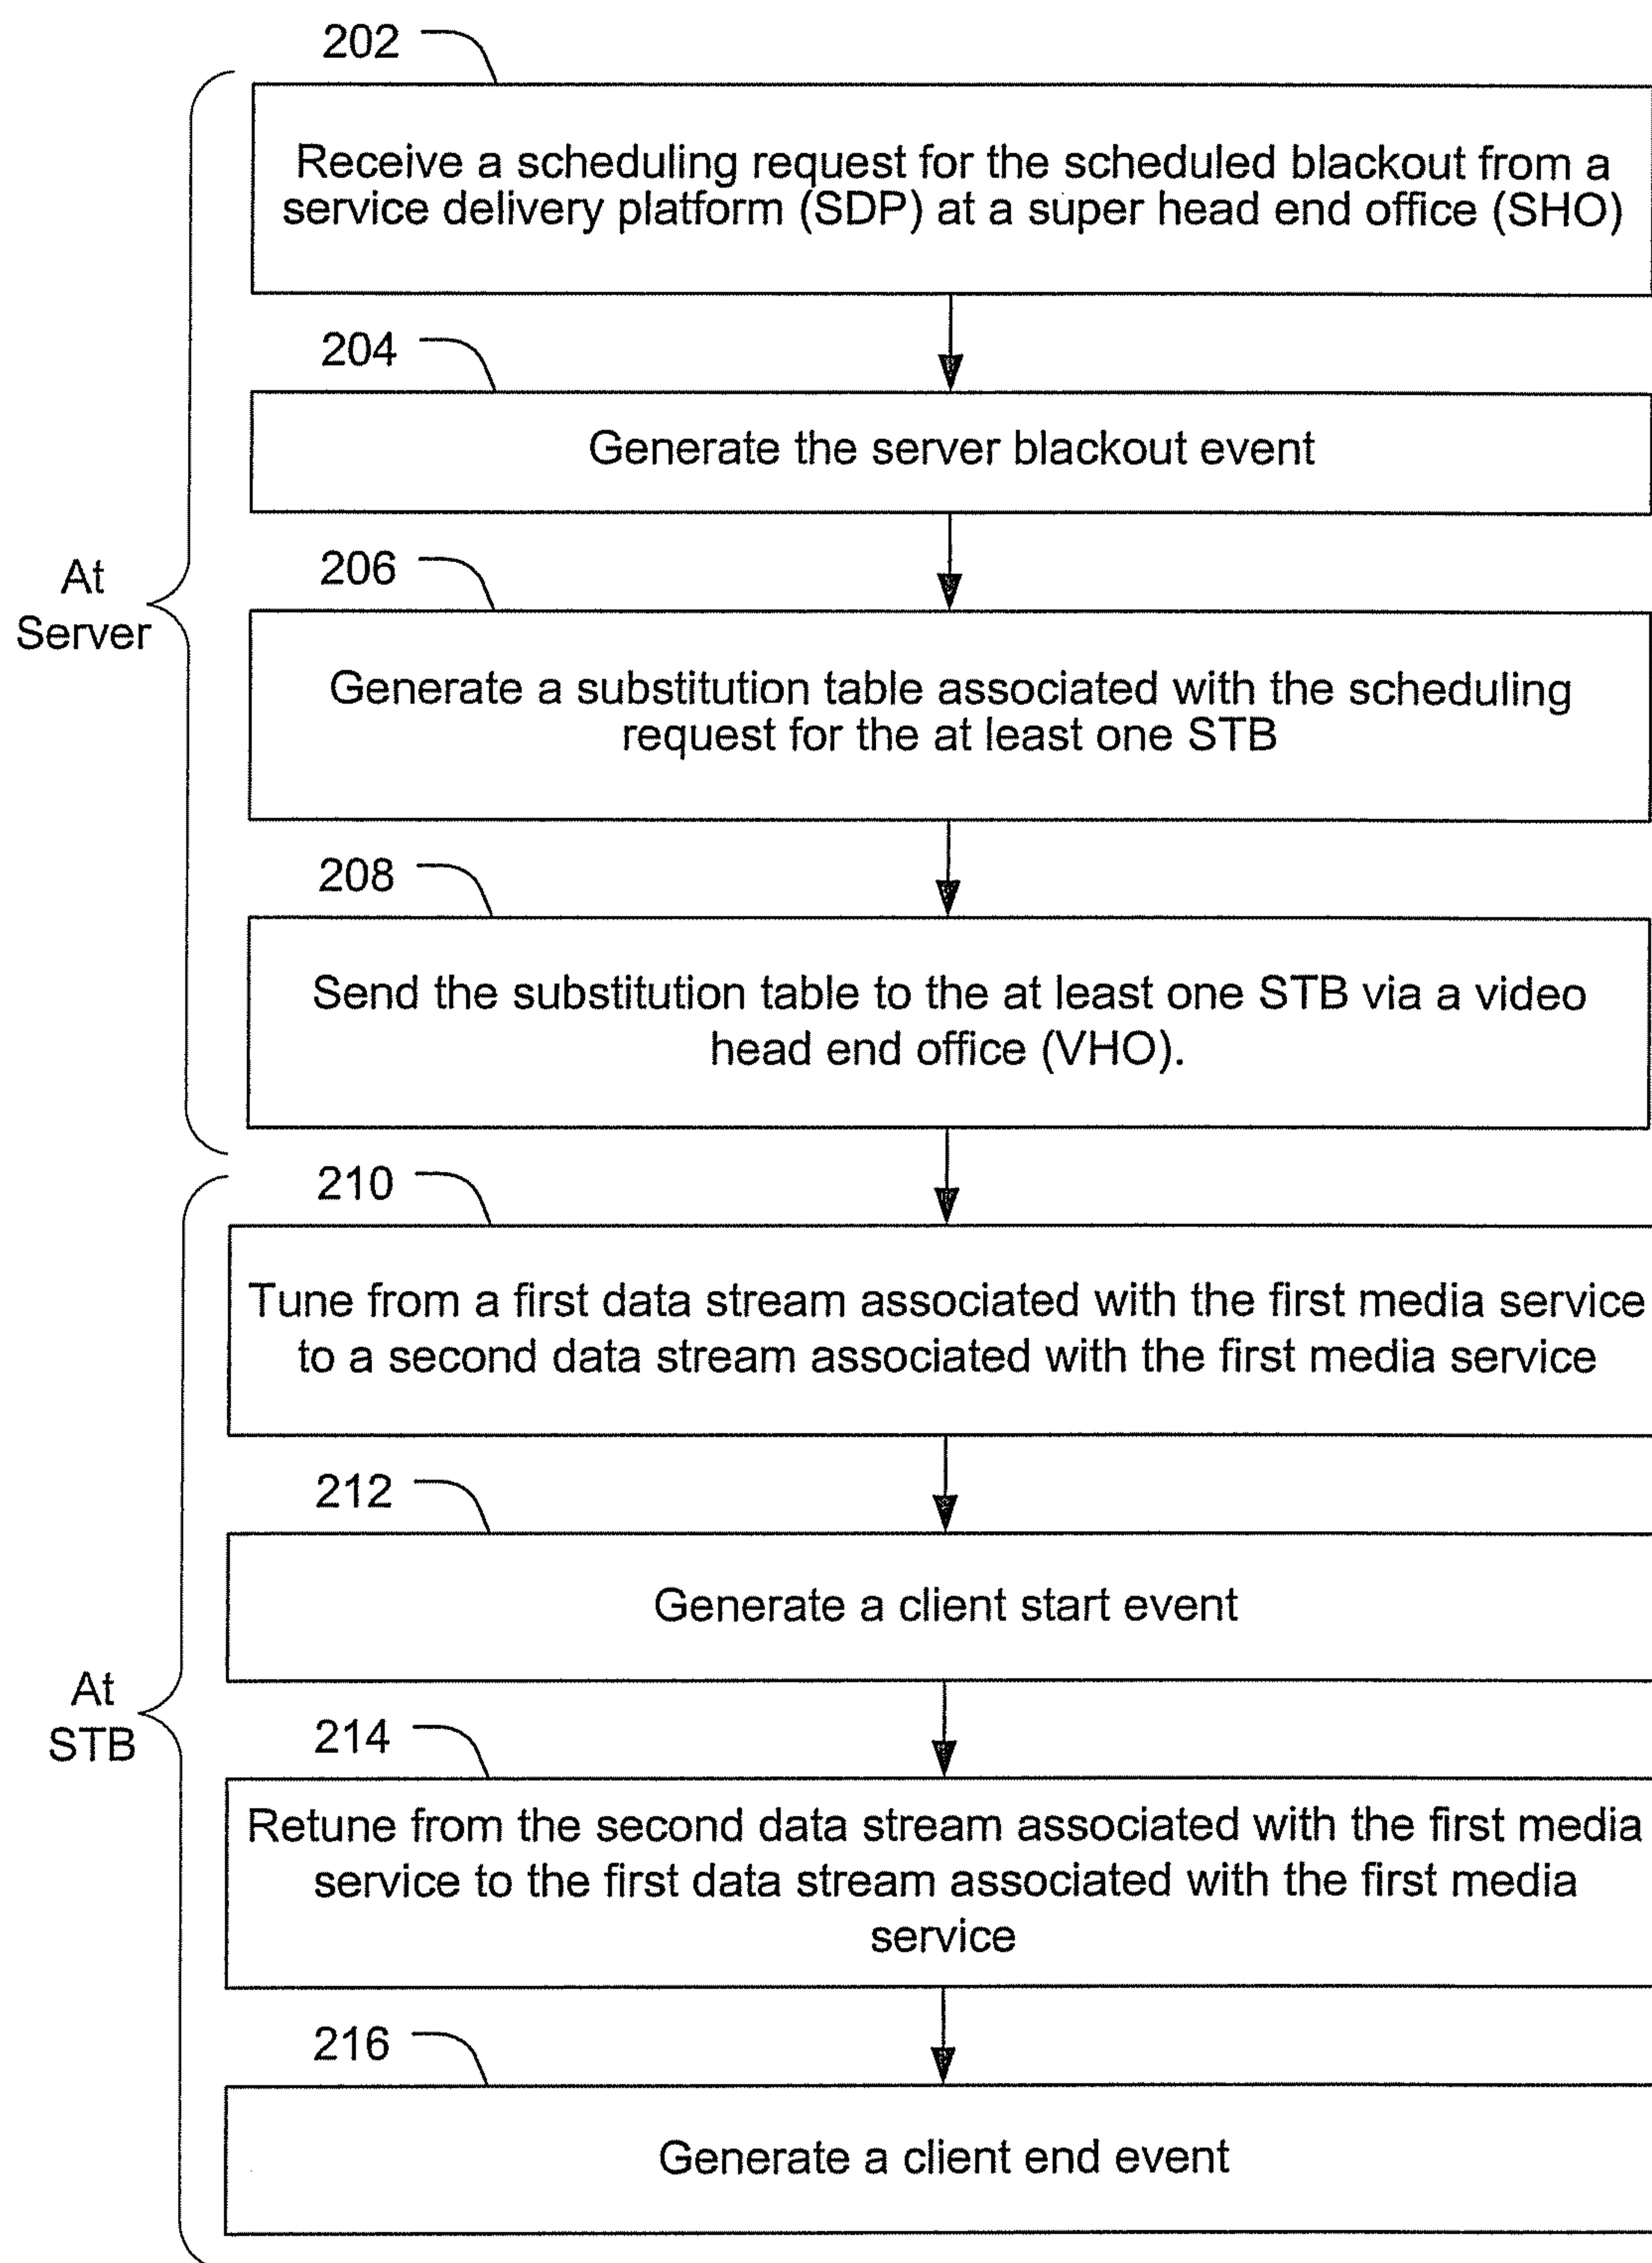 202
Receive a scheduling request for the scheduled blackout from a
service delivery platform (SDP) at a super head end office (SHO)
204
Generate the server blackout event
At
Server
206
Generate a substitution table associated with the scheduling
request for the at least one STB
208
Send the substitution table to the at least one STB via a video
head end office (VHO).
210
Tune from a first data stream associated with the first media service
to a second data stream associated with the first media service
212
Generate a client start event
At
STB
214
Retune from the second data stream associated with the first media
service to the first data stream associated with the first media
service
216
Generate a client end event